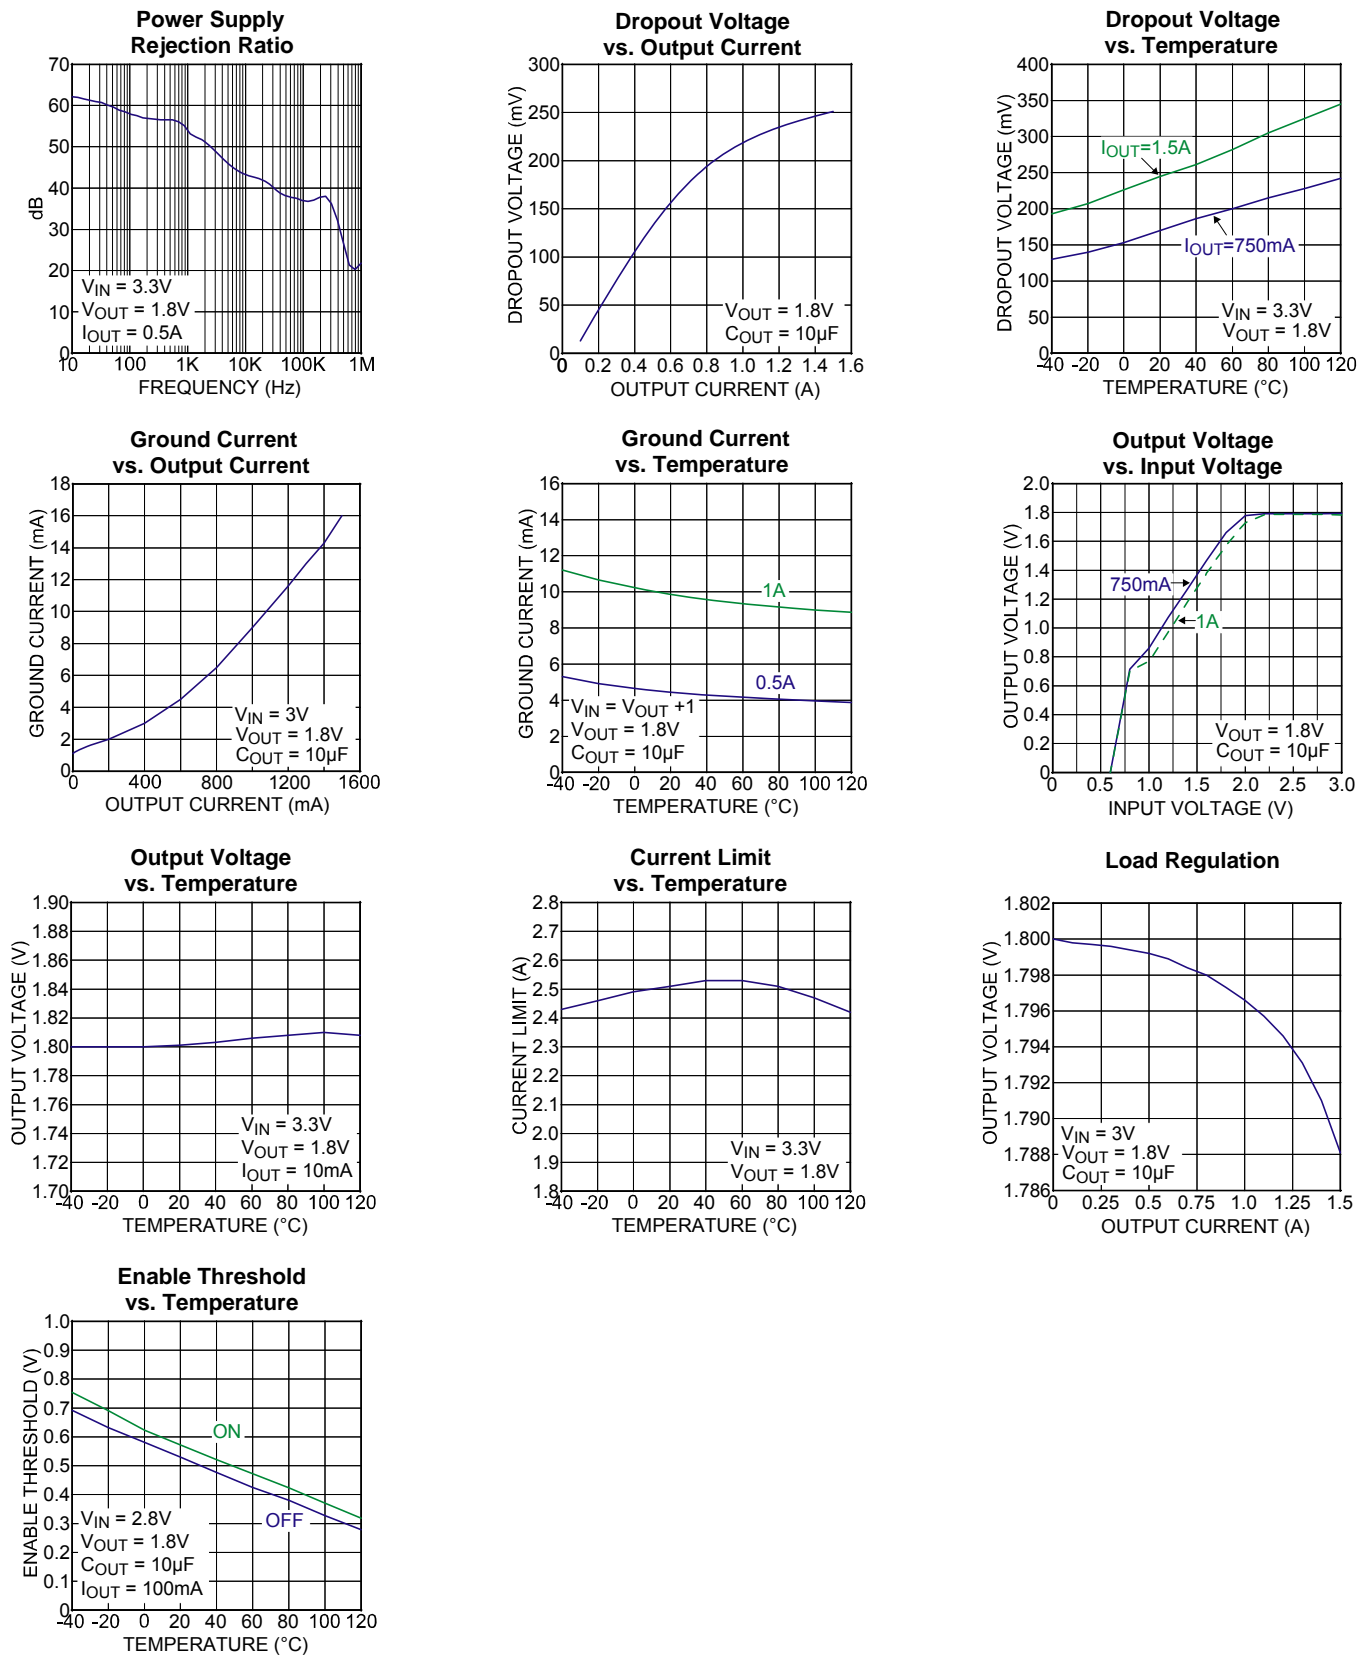 Power Supply
Rejection Ratio
70
60
50
40
30
20
10
0
dB
VIN = 3.3V
VOUT = 1.8V
IOUT = 0.5A
10 100 1K 10K 100K 1M
FREQUENCY (Hz)
Dropout Voltage
vs. Output Current
300
250
200
150
100
50
0
DROPOUT VOLTAGE (mV)
VOUT = 1.8V
COUT = 10µF
0 0.2 0.4 0.6 0.8 1.0 1.2 1.4 1.6
OUTPUT CURRENT (A)
Dropout Voltage
vs. Temperature
400
350
300
250
200
150
100
50
0
DROPOUT VOLTAGE (mV)
IOUT=1.5A
IOUT=750mA
VIN = 3.3V
VOUT = 1.8V
-40 -20 0 20 40 60 80 100 120
TEMPERATURE (°C)
Ground Current
vs. Output Current
18
16
14
12
10
8
6
4
2
0
GROUND CURRENT (mA)
VIN = 3V
VOUT = 1.8V
COUT = 10µF
0 400 800 1200 1600
OUTPUT CURRENT (mA)
Ground Current
vs. Temperature
16
14
12
10
8
6
4
2
0
GROUND CURRENT (mA)
1A
0.5A
VIN = VOUT +1
VOUT = 1.8V
COUT = 10µF
-40 -20 0 20 40 60 80 100 120
TEMPERATURE (°C)
Output Voltage
vs. Input Voltage
2.0
1.8
1.6
1.4
1.2
1.0
0.8
0.6
0.4
0.2
0
OUTPUT VOLTAGE (V)
750mA
1A
VOUT = 1.8V
COUT = 10µF
0 0.5 1.0 1.5 2.0 2.5 3.0
INPUT VOLTAGE (V)
Output Voltage
vs. Temperature
1.90
1.88
1.86
1.84
1.82
1.80
1.78
1.76
1.74
1.72
1.70
OUTPUT VOLTAGE (V)
VIN = 3.3V
VOUT = 1.8V
IOUT = 10mA
-40 -20 0 20 40 60 80 100 120
TEMPERATURE (°C)
Current Limit
vs. Temperature
2.8
2.7
2.6
2.5
2.4
2.3
2.2
2.1
2.0
1.9
1.8
CURRENT LIMIT (A)
VIN = 3.3V
VOUT = 1.8V
-40 -20 0 20 40 60 80 100 120
TEMPERATURE (°C)
Load Regulation
1.802
1.800
1.798
1.796
1.794
1.792
1.790
1.788
1.786
OUTPUT VOLTAGE (V)
VIN = 3V
VOUT = 1.8V
COUT = 10µF
0 0.25 0.5 0.75 1.0 1.25 1.5
OUTPUT CURRENT (A)
Enable Threshold
vs. Temperature
1.0
0.9
0.8
0.7
0.6
0.5
0.4
0.3
0.2
0.1
0
ENABLE THRESHOLD (V)
ON
OFF
VIN = 2.8V
VOUT = 1.8V
COUT = 10µF
IOUT = 100mA
-40 -20 0 20 40 60 80 100 120
TEMPERATURE (°C)